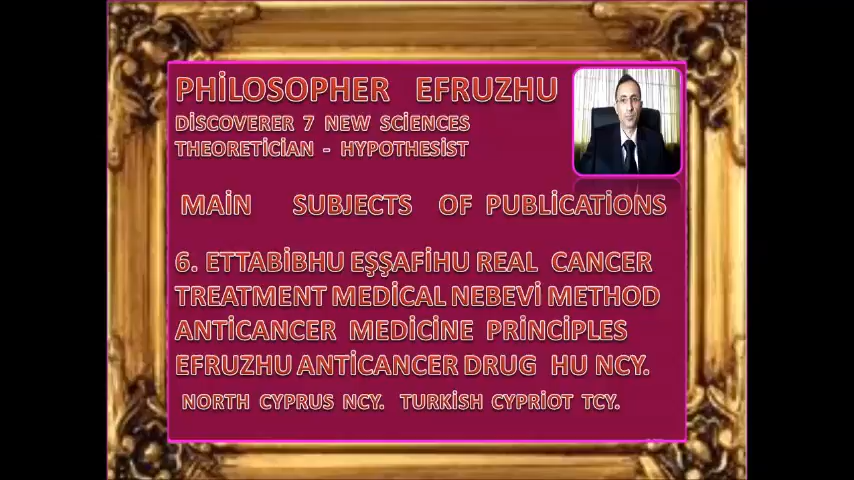 PHİLOSOPHER EFRUZHU
DİSCOVERER 7 NEW SCİENCES
THEORETİCİAN - HYPOTHESİST
MAİN SUBJECTS OF PUBLİCATİONS
6. ETTABİBHU EŞŞAFİHU REAL CANCER
TREATMENT MEDİCAL NEBEVİ METHOD
ANTİCANCER MEDİCİNE PRİNCİPLES
EFRUZHU ANTİCANCER DRUG HU NCY.
NORTH CYPRUS NCY. TURKİSH CYPRİOT TCY.